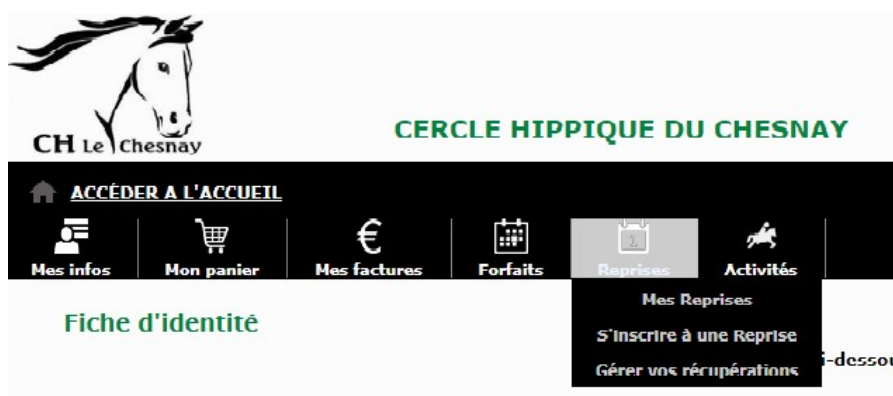 CH Le Chesnay
CERCLE HIPPIQUE DU CHESNAY
ACCÉDER A L'ACCUEIL
Mes infos
Mon panier
Mes factures
Forfaits
Reprises
Activités
Mes Reprises
S'inscrire à une Reprise
Gérer vos récupérations
Fiche d'identité
i-dessou